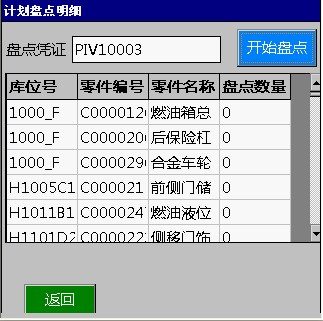 计划盘点明细
盘点凭证 PIV10003 开始盘点
库位号 零件编号 零件名称 盘点数量
1000_F C0000126 燃油箱总 0
1000_F C000020 后保险杠 0
1000_F C000029 合金车轮 0
H1005C1 C000021 前侧门储 0
H1011B1 C000024 燃油液位 0
H1101D2 C000022 侧移门饰 0
返回